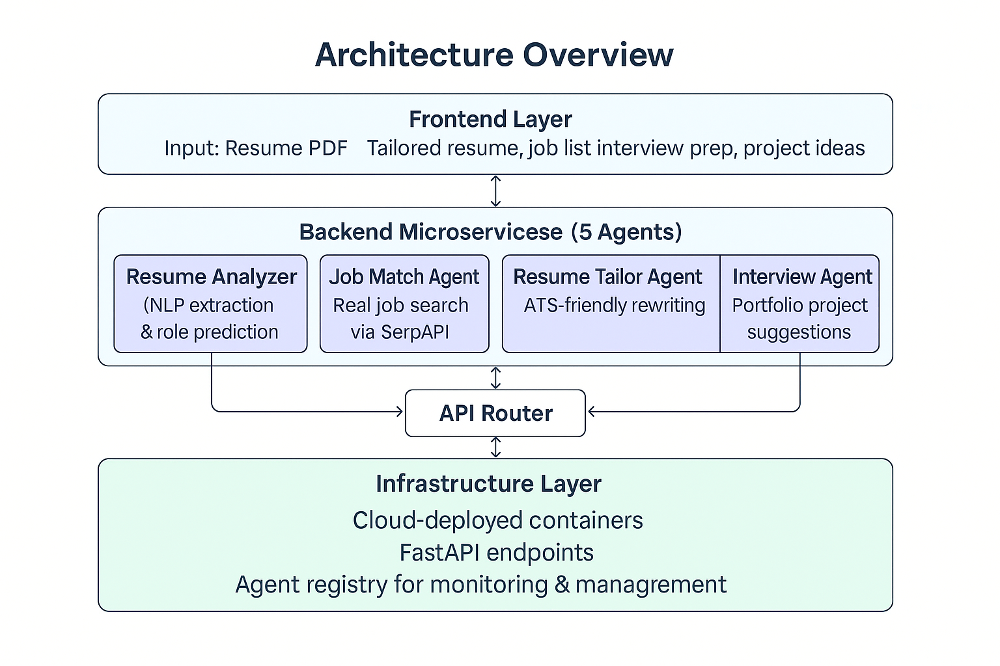 Architecture Overview
Frontend Layer
Input: Resume PDF Tailored resume, job list interview prep, project ideas
Backend Microservicese (5 Agents)
Resume Analyzer
(NLP extraction
& role prediction
Job Match Agent
Real job search
via SerpAPI
Resume Tailor Agent
ATS-friendly rewriting
Interview Agent
Portfolio project
suggestions
API Router
Infrastructure Layer
Cloud-deployed containers
FastAPI endpoints
Agent registry for monitoring & managrement